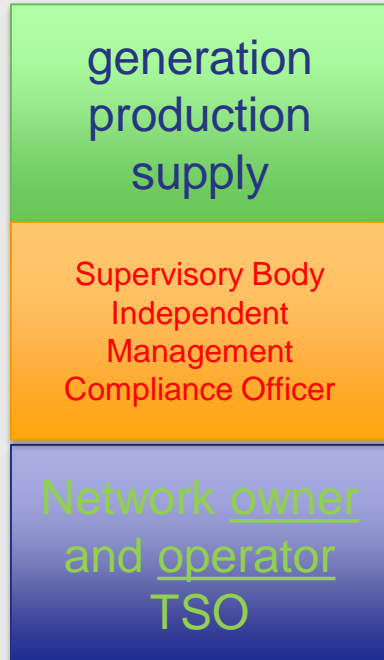 generation
production
supply
Supervisory Body
Independent
Management
Compliance Officer
Network owner
and operator
TSO